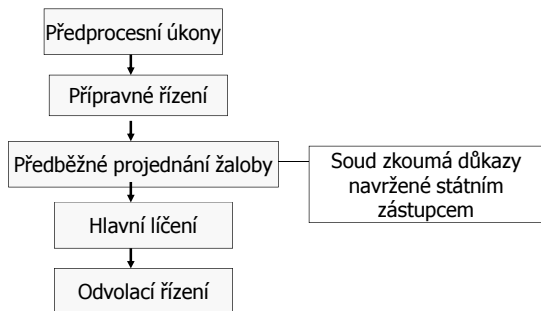 Předprocesní úkony
Přípravné řízení
Předběžné projednání žaloby
Soud zkoumá důkazy
navržené státním
zástupcem
Hlavní líčení
Odvolací řízení